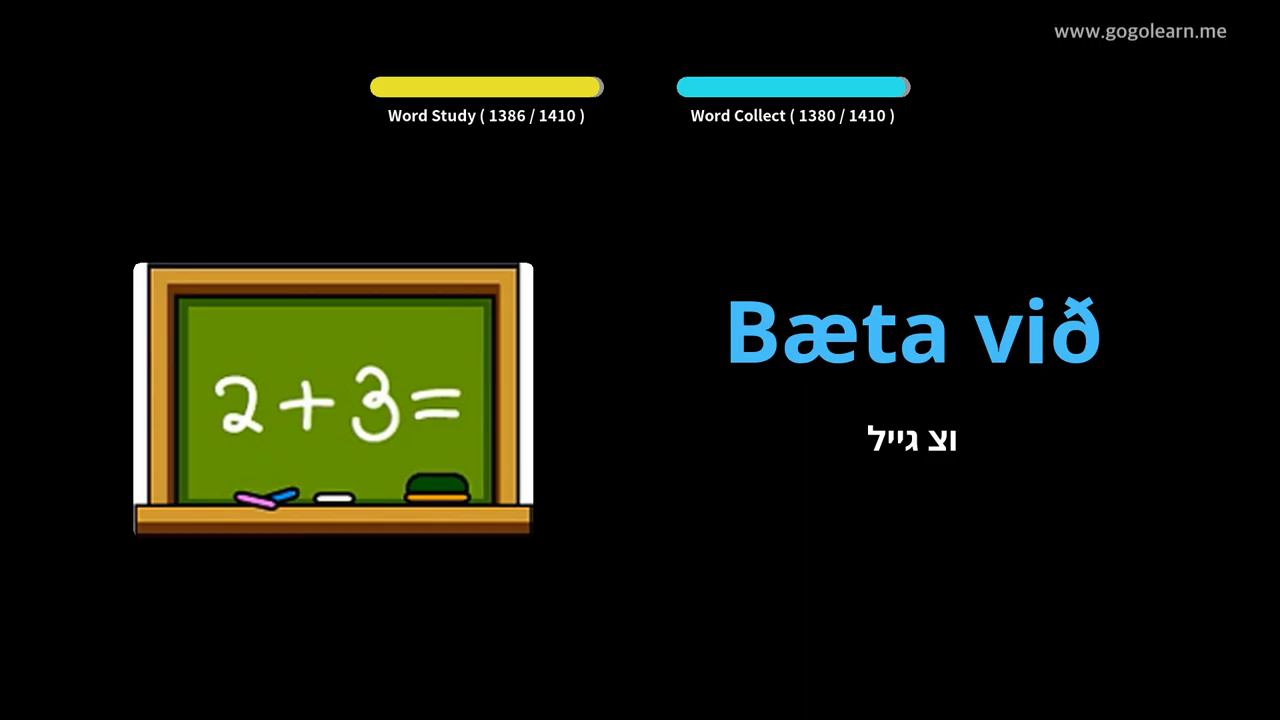 www.gogolearn.me
Word Study ( 1386 / 1410 )
Word Collect ( 1380 / 1410 )
2+3=
Bæta við
וצ גייל